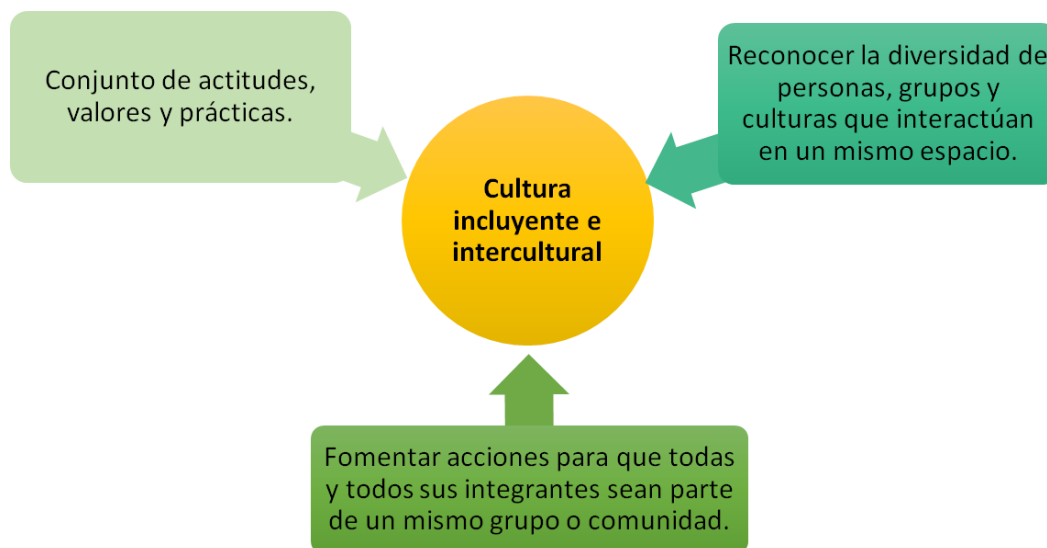 Conjunto de actitudes,
valores y prácticas.
Reconocer la diversidad de
personas, grupos y
culturas que interactúan
en un mismo espacio.
Cultura
incluyente e
intercultural
Fomentar acciones para que todas
y todos sus integrantes sean parte
de un mismo grupo o comunidad.